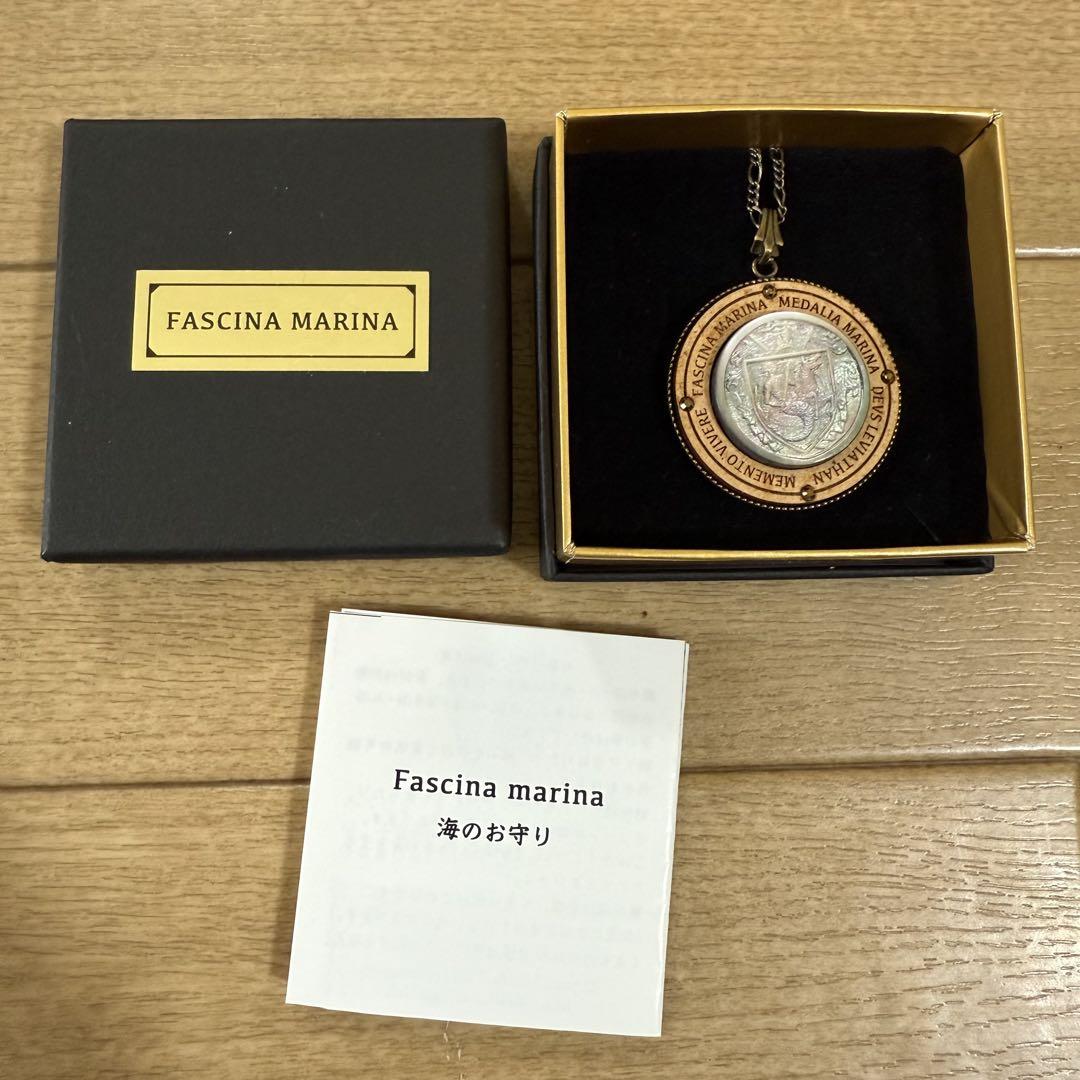 FASCINA MARINA
FASCINA MARINA MEDALIA MARINA DEVS LEVIATHAN MEMENTO VIVERE
Fascina marina
海のお守り